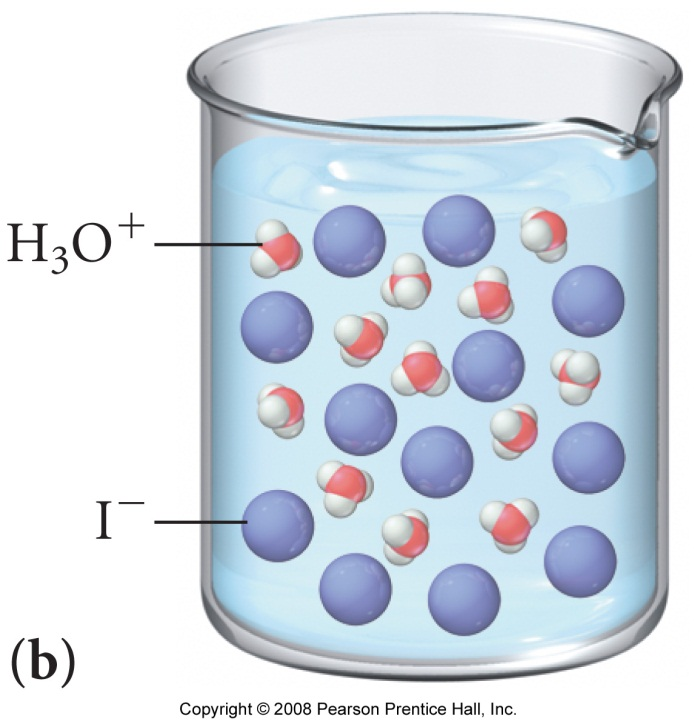 H₃O⁺
I⁻
(b)
Copyright © 2008 Pearson Prentice Hall, Inc.